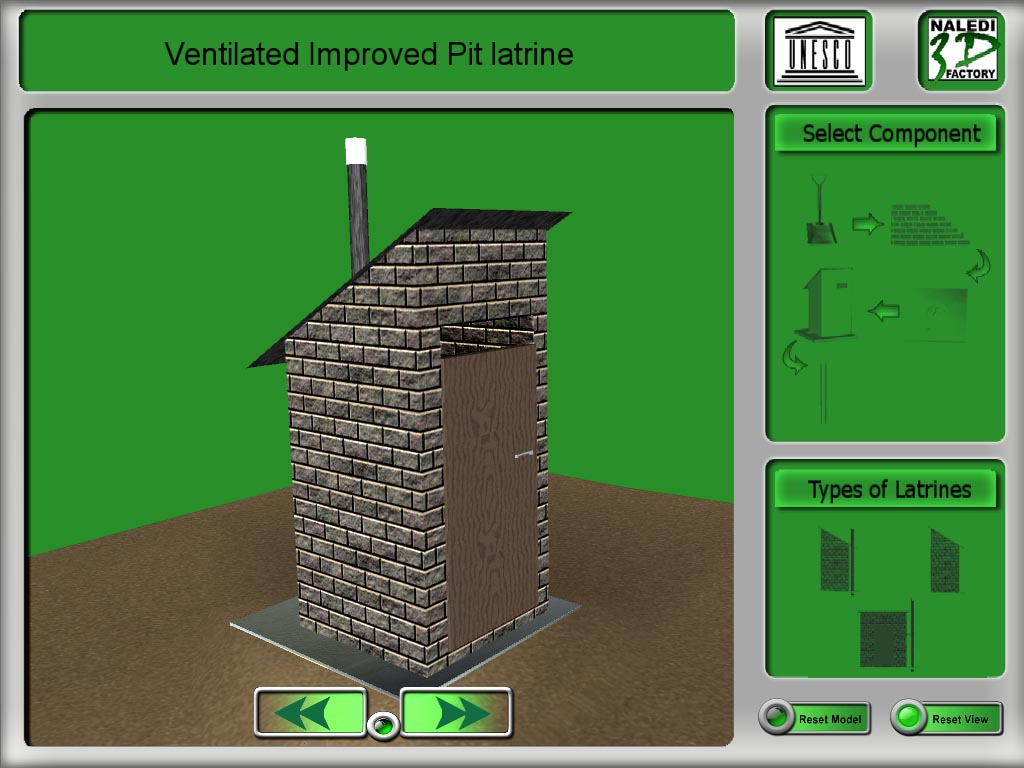 Ventilated Improved Pit latrine
UNESCO
NALEDI
3D
FACTORY
Select Component
Types of Latrines
Reset Model
Reset View